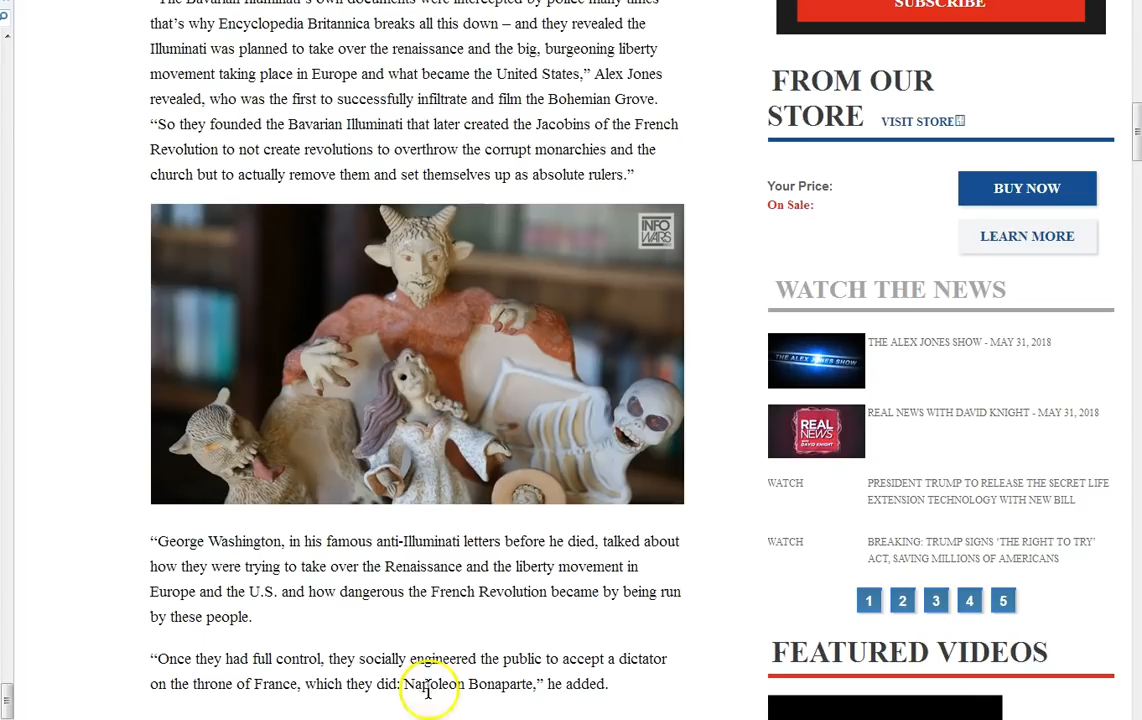 "The Bavarian Illuminati's own documents were intercepted by police many times
that's why Encyclopedia Britannica breaks all this down – and they revealed the
Illuminati was planned to take over the renaissance and the big, burgeoning liberty
movement taking place in Europe and what became the United States," Alex Jones
revealed, who was the first to successfully infiltrate and film the Bohemian Grove.
"So they founded the Bavarian Illuminati that later created the Jacobins of the French
Revolution to not create revolutions to overthrow the corrupt monarchies and the
church but to actually remove them and set themselves up as absolute rulers."
INFO
WARS
"George Washington, in his famous anti-Illuminati letters before he died, talked about
how they were trying to take over the Renaissance and the liberty movement in
Europe and the U.S. and how dangerous the French Revolution became by being run
by these people.
"Once they had full control, they socially engineered the public to accept a dictator
on the throne of France, which they did: Napoleon Bonaparte," he added.
SUBSCRIBE
FROM OUR
STORE VISIT STORE
Your Price:
On Sale:
BUY NOW
LEARN MORE
WATCH THE NEWS
THE ALEX JONES SHOW
THE ALEX JONES SHOW - MAY 31, 2018
REAL
NEWS
WITH DAVID KNIGHT
REAL NEWS WITH DAVID KNIGHT - MAY 31, 2018
WATCH
PRESIDENT TRUMP TO RELEASE THE SECRET LIFE
EXTENSION TECHNOLOGY WITH NEW BILL
WATCH
BREAKING: TRUMP SIGNS 'THE RIGHT TO TRY'
ACT, SAVING MILLIONS OF AMERICANS
1 2 3 4 5
FEATURED VIDEOS